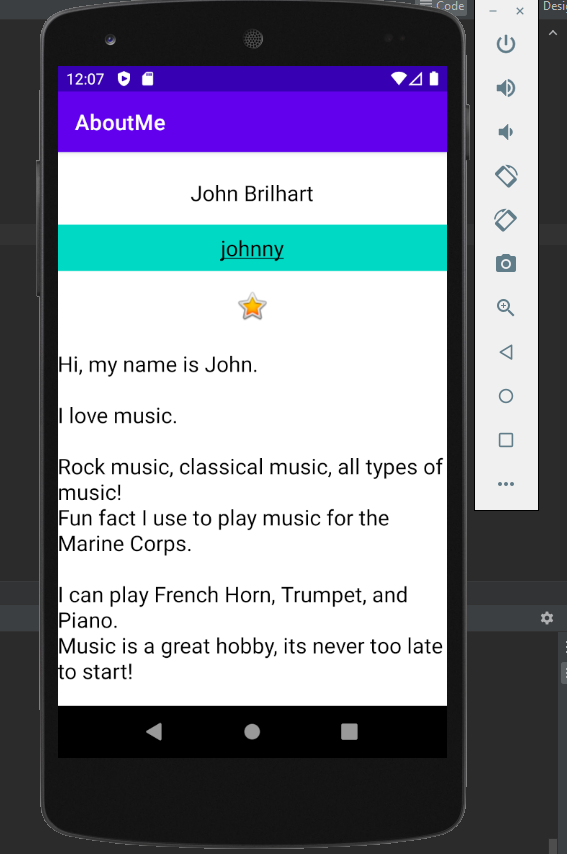 Code
Desi
12:07
AboutMe
John Brilhart
johnny
Hi, my name is John.
I love music.
Rock music, classical music, all types of
music!
Fun fact I use to play music for the
Marine Corps.
I can play French Horn, Trumpet, and
Piano.
Music is a great hobby, its never too late
to start!